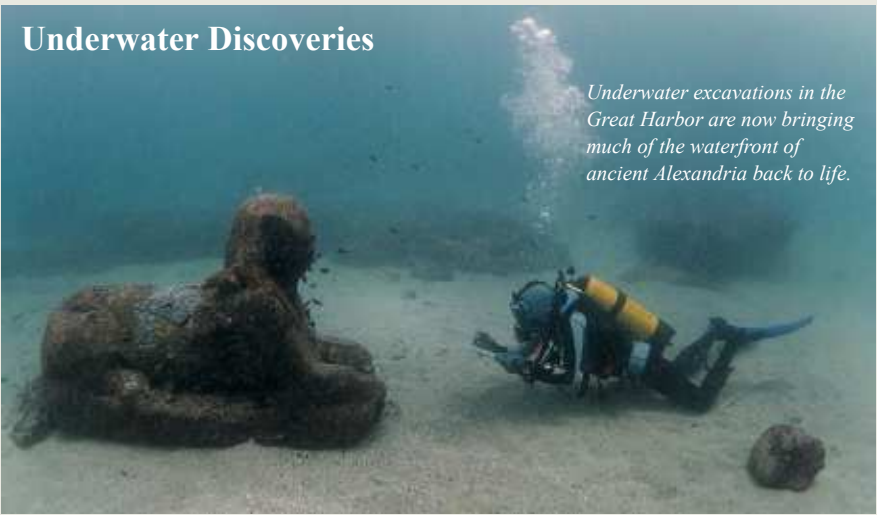 Underwater Discoveries
Underwater excavations in the
Great Harbor are now bringing
much of the waterfront of
ancient Alexandria back to life.